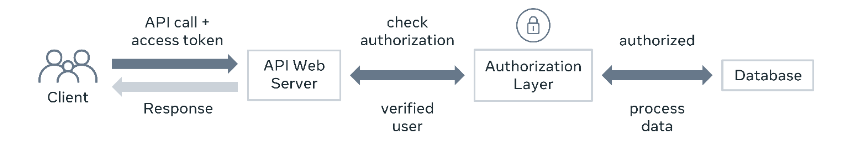 API call +
access token
Client
Response
API Web
Server
check
authorization
verified
user
Authorization
Layer
authorized
process
data
Database